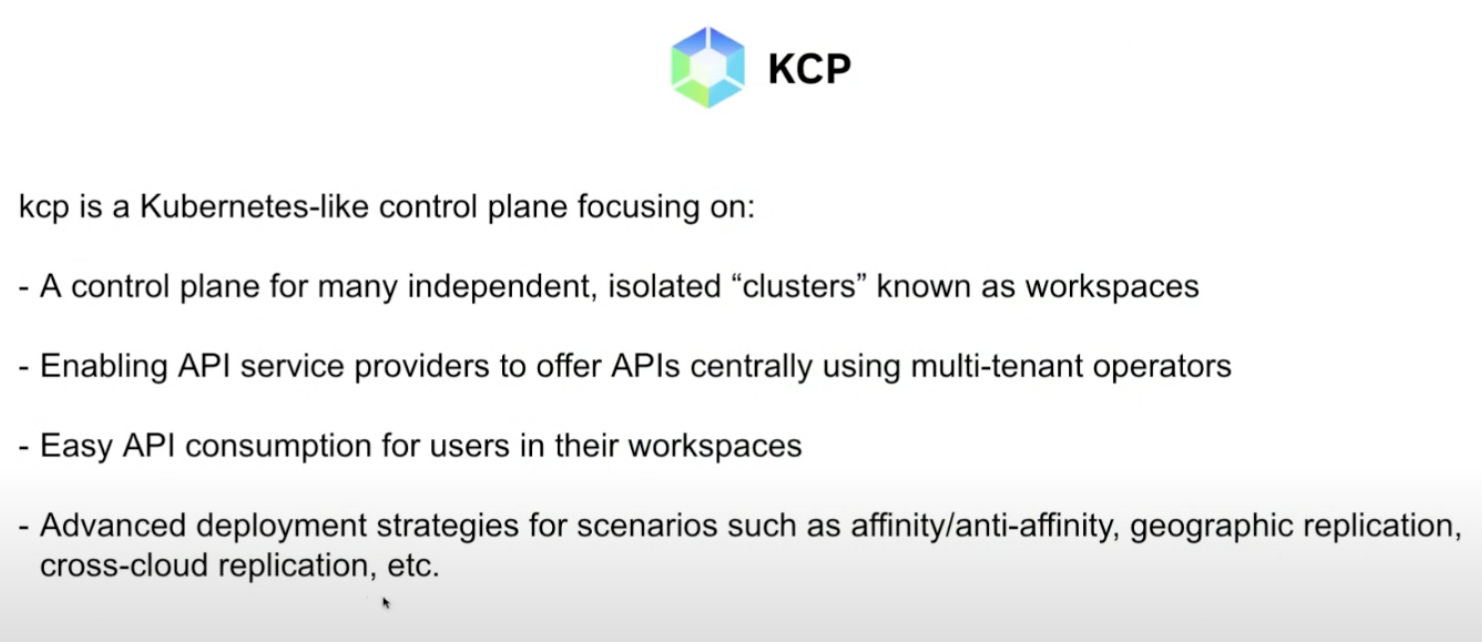 KCP
kcp is a Kubernetes-like control plane focusing on:
- A control plane for many independent, isolated “clusters” known as workspaces
- Enabling API service providers to offer APIs centrally using multi-tenant operators
- Easy API consumption for users in their workspaces
- Advanced deployment strategies for scenarios such as affinity/anti-affinity, geographic replication,
cross-cloud replication, etc.